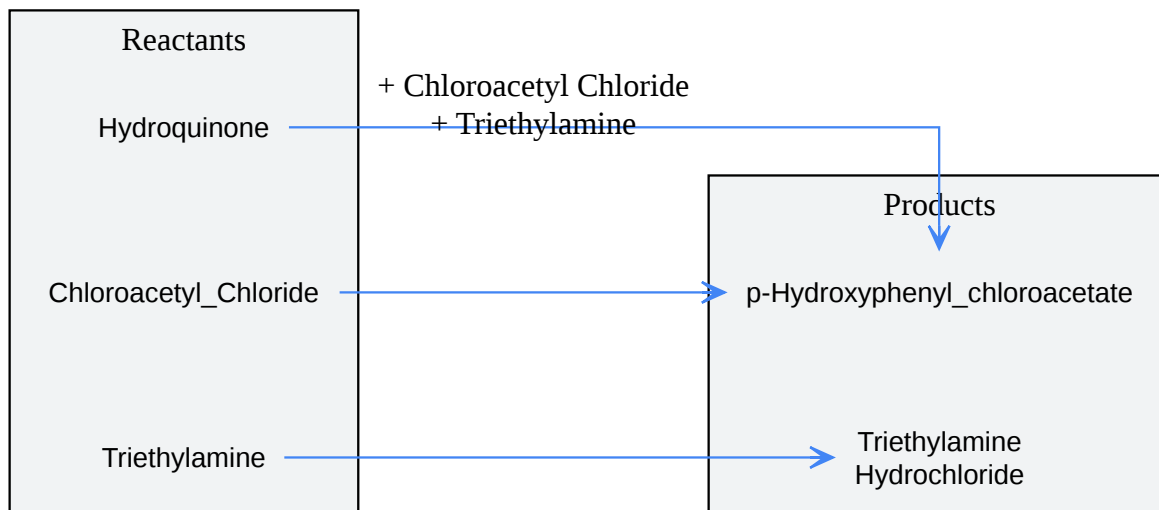 Reactants
+ Chloroacetyl Chloride
+ Triethylamine
Hydroquinone
Products
Chloroacetyl_Chloride
p-Hydroxyphenyl_chloroacetate
Triethylamine
Triethylamine
Hydrochloride